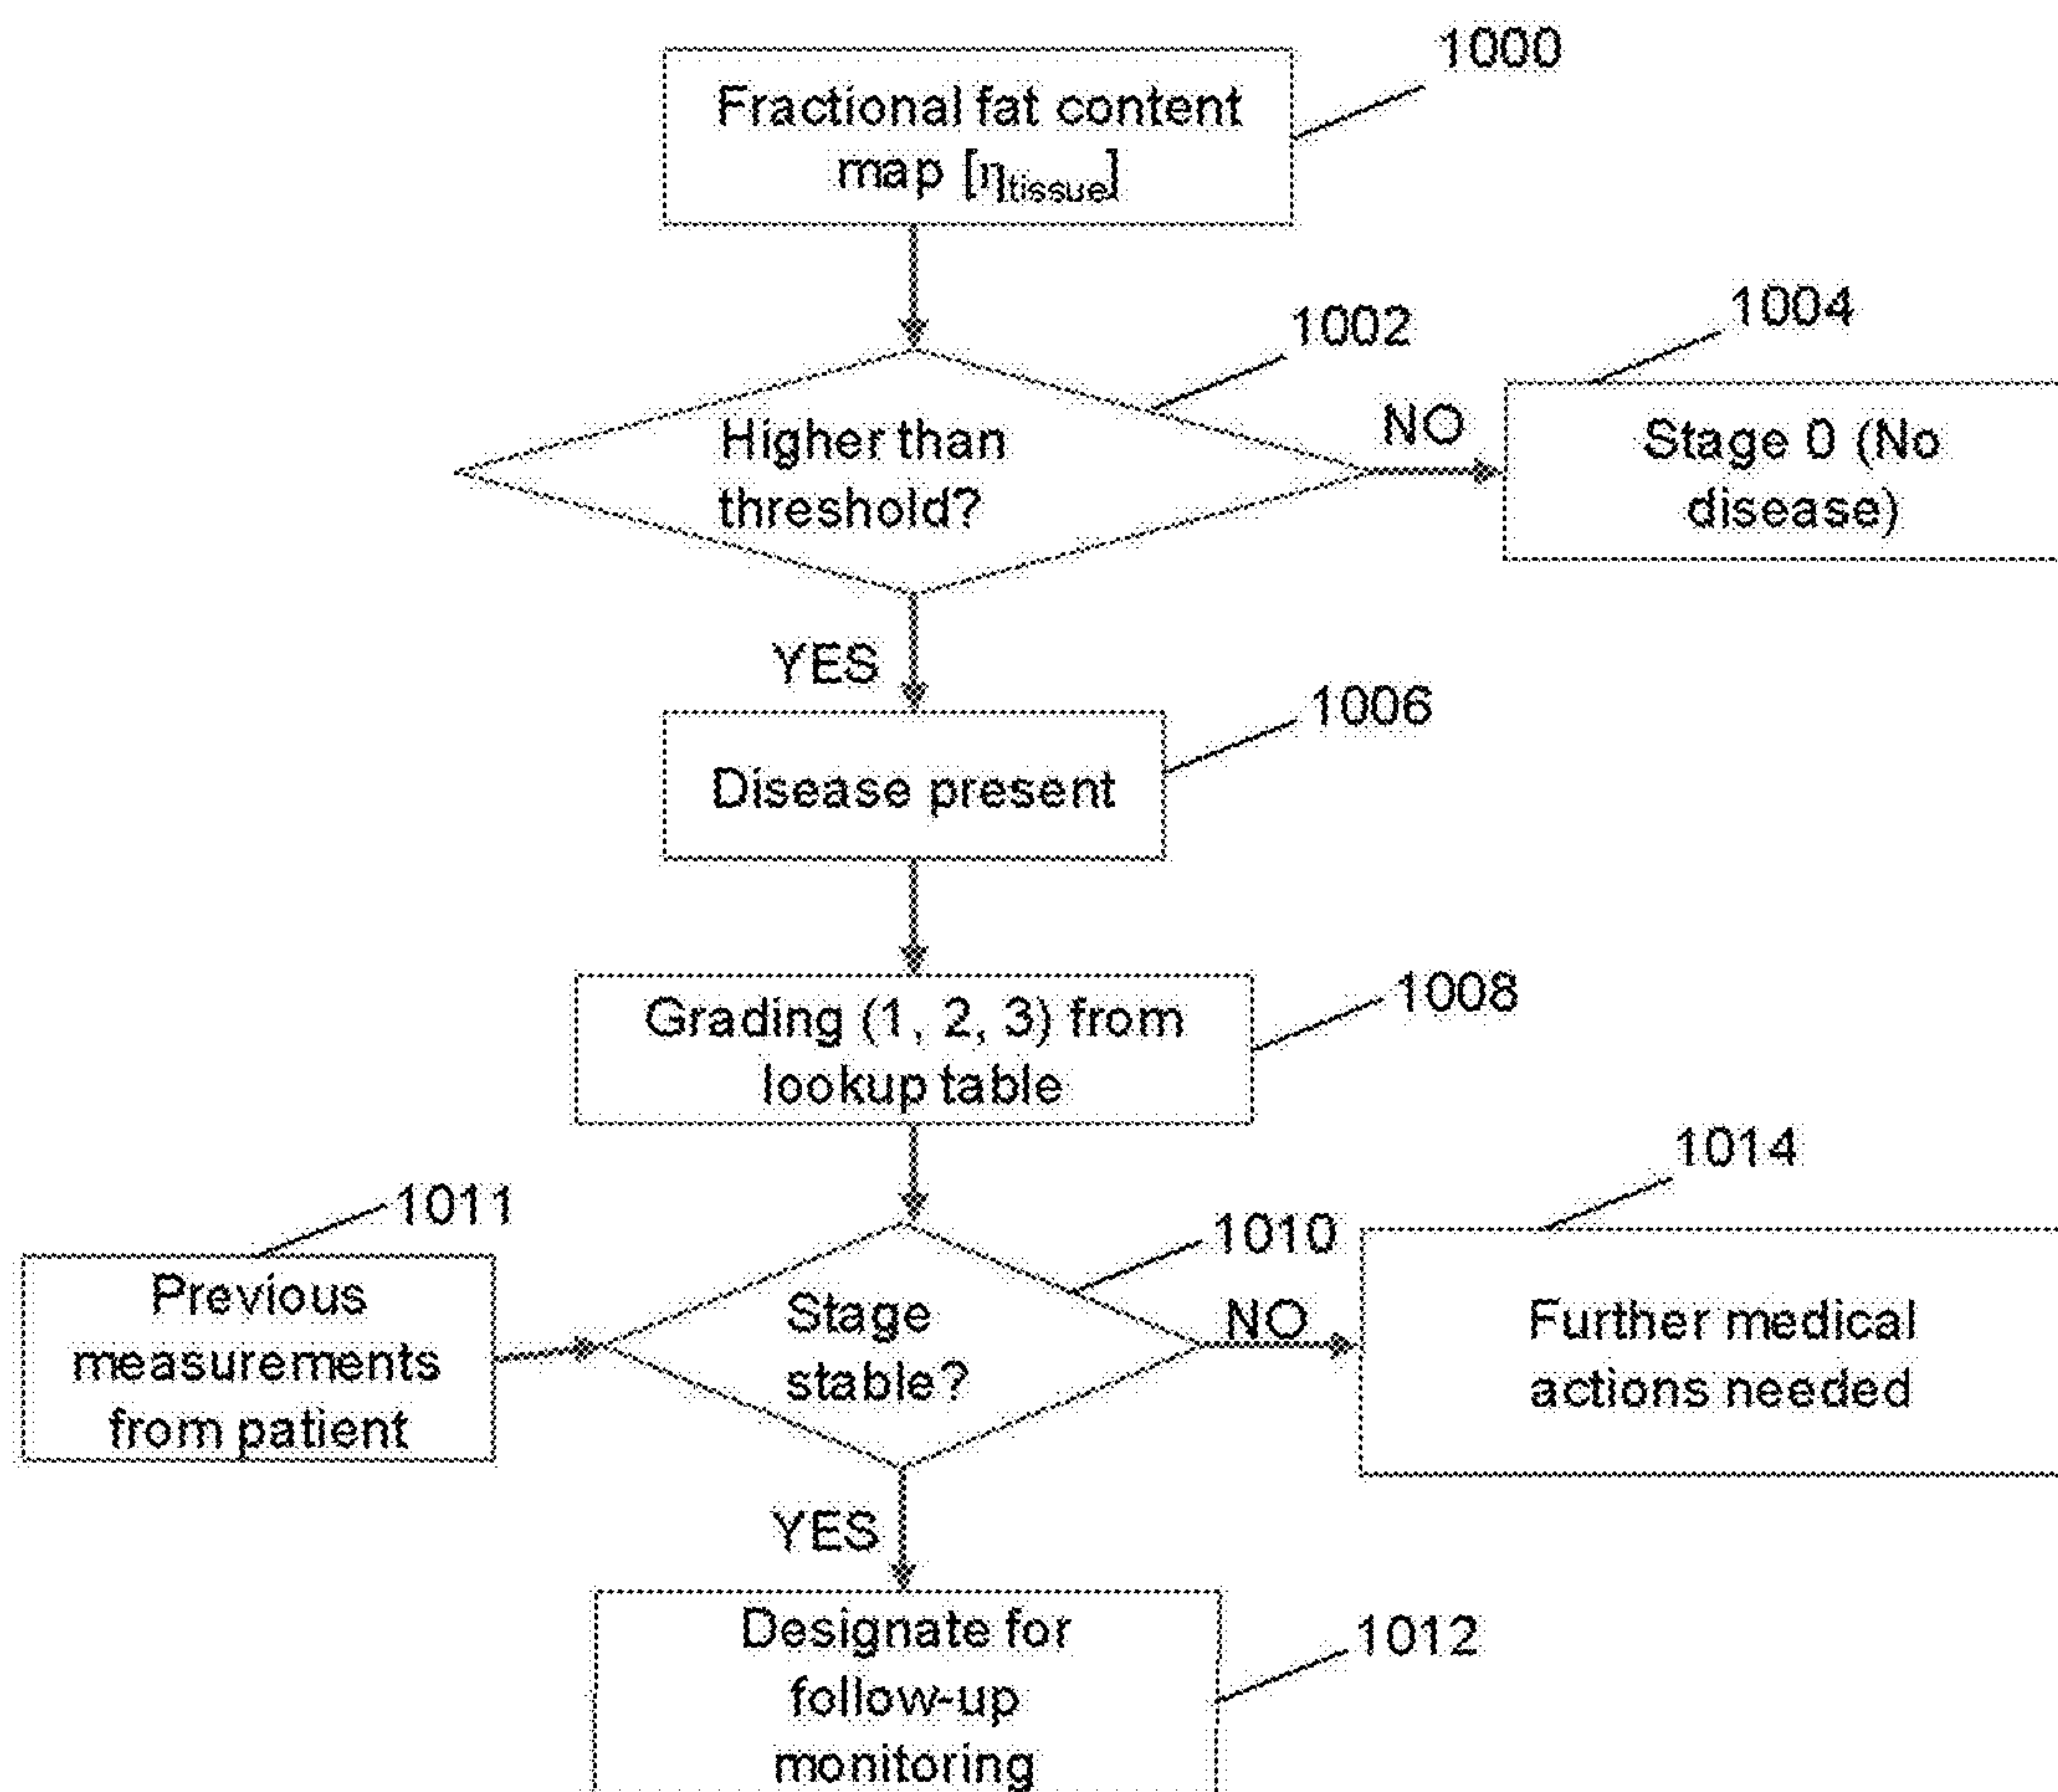 1000
Fractional fat content
map [ηtissue]
1002
1004
Higher than
threshold?
NO
Stage 0 (No
disease)
YES
1006
Disease present
1008
Grading (1, 2, 3) from
lookup table
1014
1011
1010
Previous
measurements
from patient
Stage
stable?
NO
Further medical
actions needed
YES
1012
Designate for
follow-up
monitoring